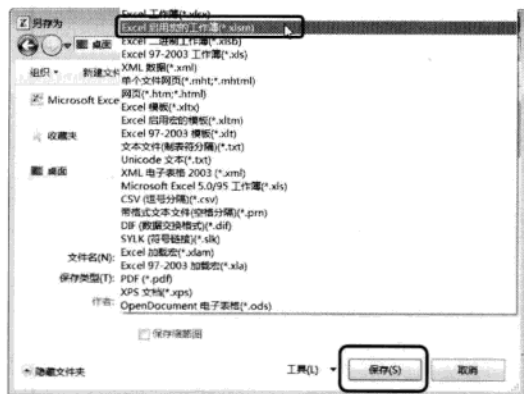 另存为
桌面
组织 新建文件
Microsoft Exce
收藏夹
桌面
Excel 工作簿(*.xlsx)
Excel 启用宏的工作簿(*.xlsm)
Excel 二进制工作簿(*.xlsb)
Excel 97-2003 工作簿(*.xls)
XML 数据(*.xml)
单个文件网页(*.mht;*.mhtml)
网页(*.htm;*.html)
Excel 模板(*.xltx)
Excel 启用宏的模板(*.xltm)
Excel 97-2003 模板(*.xlt)
文本文件(制表符分隔)(*.txt)
Unicode 文本(*.txt)
XML 电子表格 2003 (*.xml)
Microsoft Excel 5.0/95 工作簿(*.xls)
CSV (逗号分隔)(*.csv)
带格式文本文件(空格分隔)(*.prn)
DIF (数据交换格式)(*.dif)
SYLK (符号链接)(*.slk)
Excel 加载宏(*.xlam)
Excel 97-2003 加载宏(*.xla)
PDF (*.pdf)
XPS 文档(*.xps)
OpenDocument 电子表格(*.ods)
文件名(N):
保存类型(T):
作者:
保存缩略图
隐藏文件夹
工具(L)
保存(S)
取消